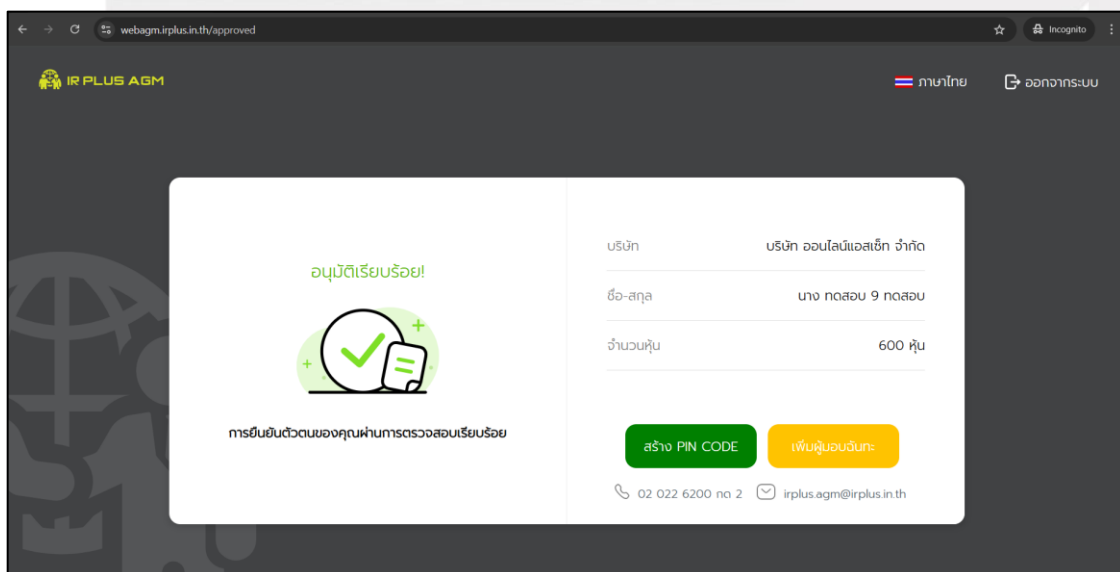 webagm.irplus.in.th/approved
Incognito
IR PLUS AGM
ภาษาไทย
ออกจากระบบ
อนุมัติเรียบร้อย!
การยืนยันตัวตนของคุณผ่านการตรวจสอบเรียบร้อย
บริษัท บริษัท ออนไลน์แอสเซ็ท จำกัด
ชื่อ-สกุล นาง ทดสอบ 9 ทดสอบ
จำนวนหุ้น 600 หุ้น
สร้าง PIN CODE
เพิ่มผู้มอบฉันทะ
02 022 6200 กด 2 irplus.agm@irplus.in.th